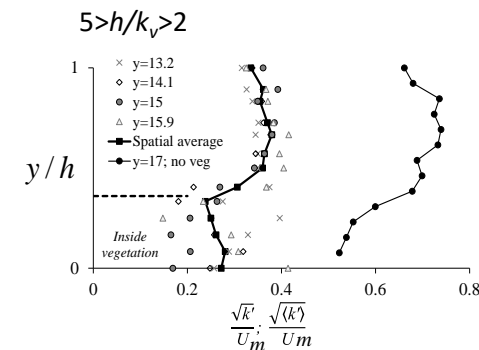 5>h/kᵥ>2
1
y=13.2
y=14.1
y=15
y=15.9
Spatial average
y=17; no veg
y/h
Inside
vegetation
0
0 0.2 0.4 0.6 0.8
√k'/Um; √⟨k'⟩/Um